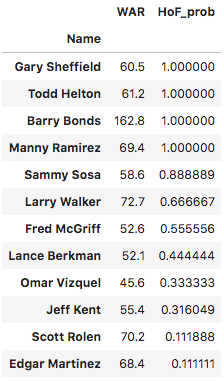 WAR HoF_prob
Name
Gary Sheffield 60.5 1.000000
Todd Helton 61.2 1.000000
Barry Bonds 162.8 1.000000
Manny Ramirez 69.4 1.000000
Sammy Sosa 58.6 0.888889
Larry Walker 72.7 0.666667
Fred McGriff 52.6 0.555556
Lance Berkman 52.1 0.444444
Omar Vizquel 45.6 0.333333
Jeff Kent 55.4 0.316049
Scott Rolen 70.2 0.111888
Edgar Martinez 68.4 0.111111